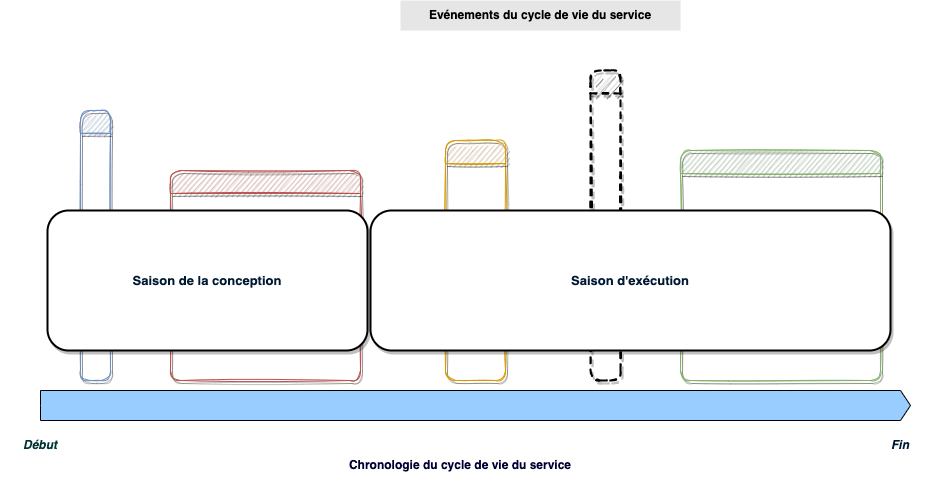 Evénements du cycle de vie du service
Saison de la conception
Saison d'exécution
Début
Fin
Chronologie du cycle de vie du service